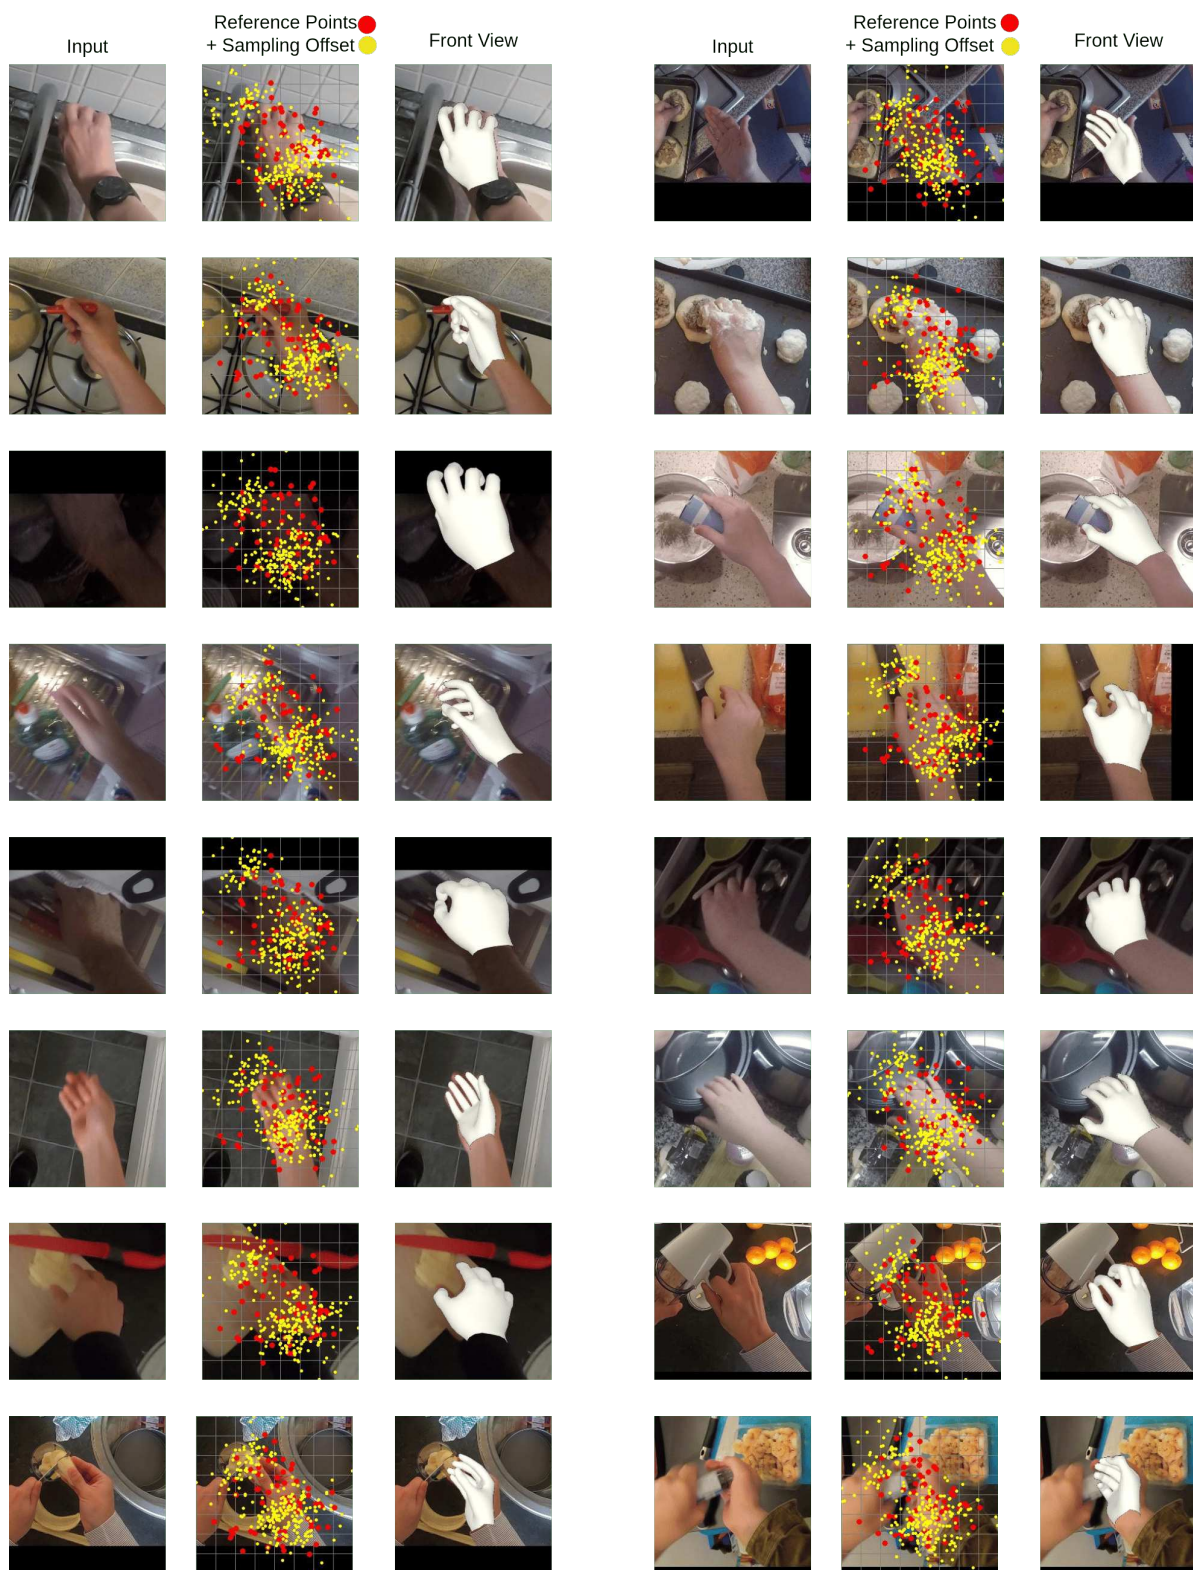 Input
Reference Points
+ Sampling Offset
Front View
Input
Reference Points
+ Sampling Offset
Front View